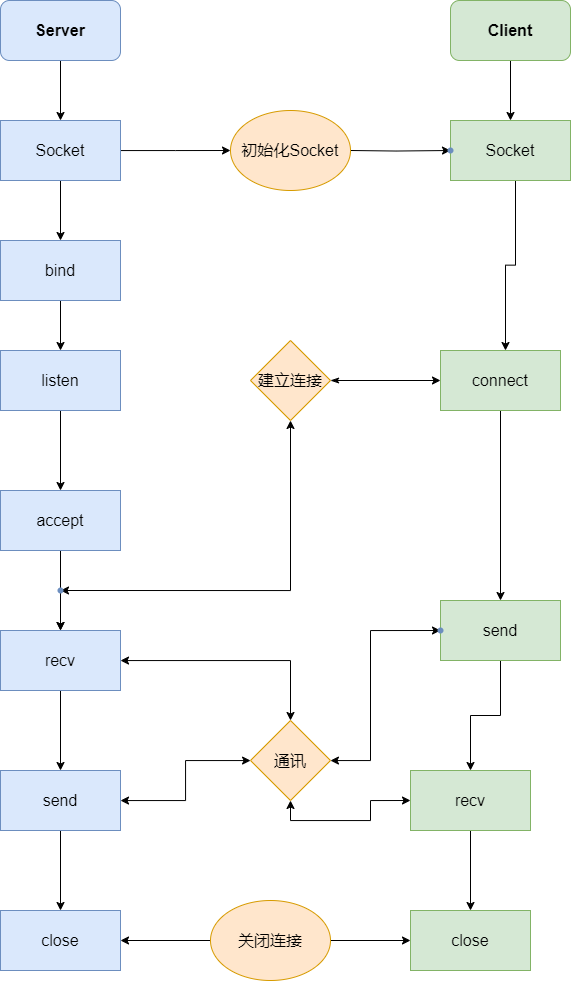 Server
Client
Socket
初始化Socket
Socket
bind
listen
建立连接
connect
accept
send
recv
通讯
send
recv
close
关闭连接
close